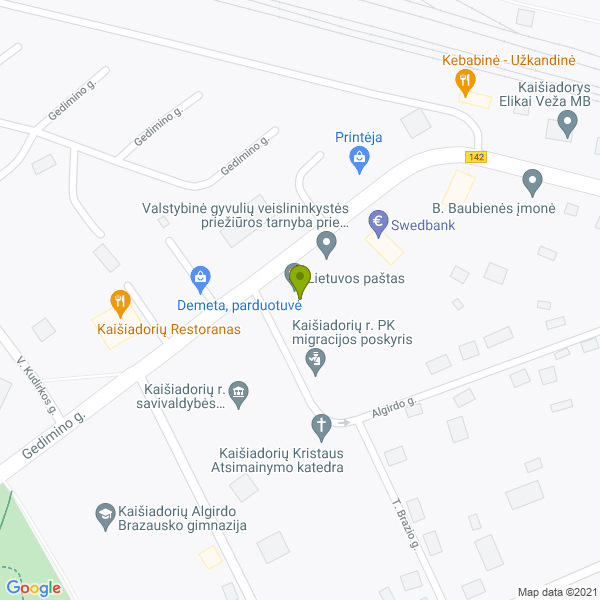 Kebabinė - Užkandinė
Kaišiadorys
Elikai Veža MB
Gedimino g.
Gedimino g.
Gedimino g.
Printėja
142
B. Baubienės įmonė
Valstybinė gyvulių veislininkystės
priežiūros tarnyba prie...
Swedbank
Lietuvos paštas
Demeta, parduotuvė
Kaišiadorių Restoranas
Kaišiadorių r. PK
migracijos poskyris
V. Kudirkos g.
Kaišiadorių r.
savivaldybės...
Algirdo g.
Gedimino g.
Kaišiadorių Kristaus
Atsimainymo katedra
T. Brazio g.
Kaišiadorių Algirdo
Brazausko gimnazija
Google
Map data ©2021